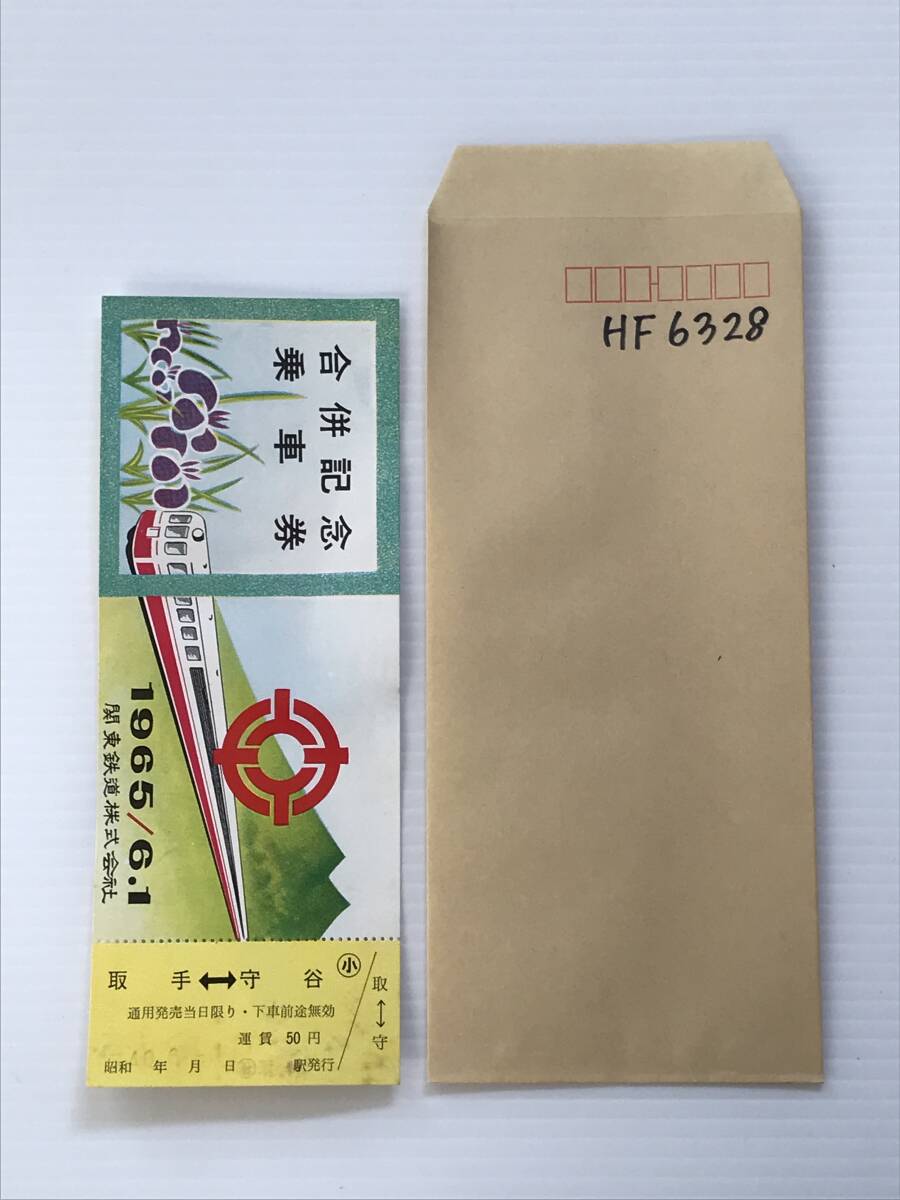 合併記念
乗車券
1965/6.1
関東鉄道株式会社
取手↔守谷
小
通用発売当日限り・下車前途無効
運賃 50円
昭和 年 月 日 駅発行
取↔守
HF 6328